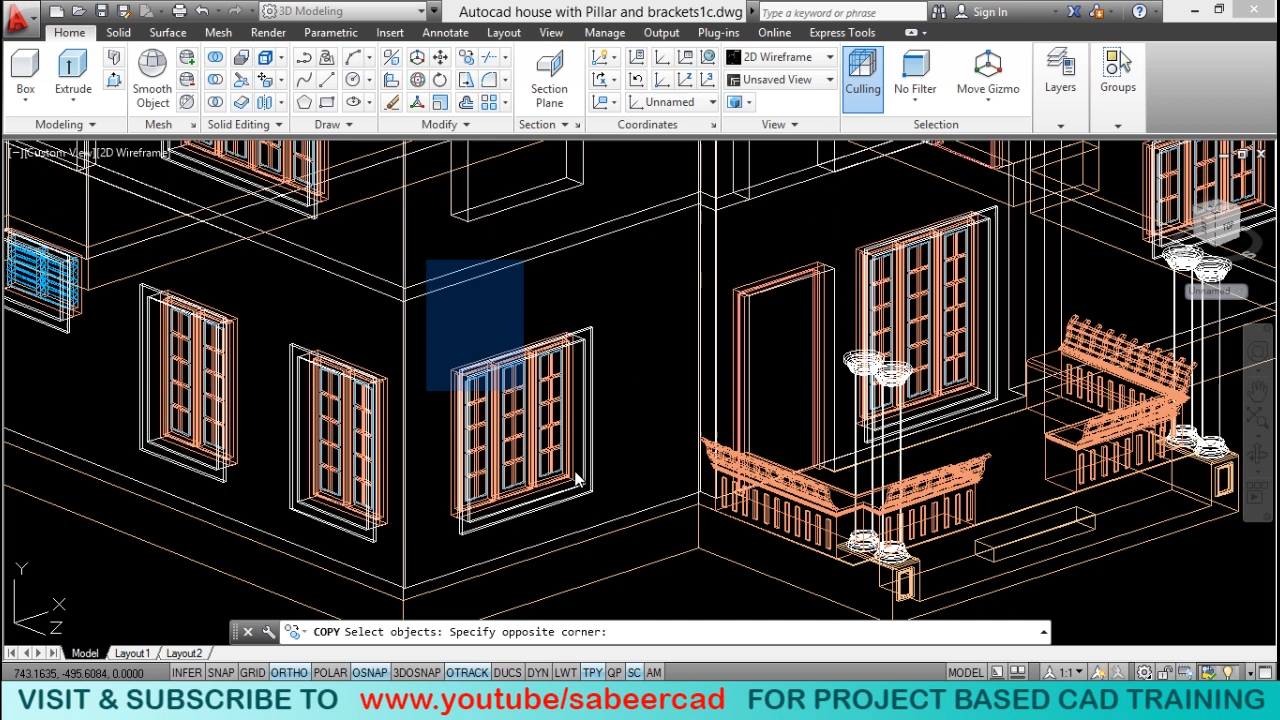 3D Modeling
Autocad house with Pillar and brackets1c.dwg
Type a keyword or phrase
Sign In
Home
Solid
Surface
Mesh
Render
Parametric
Insert
Annotate
Layout
View
Manage
Output
Plug-ins
Online
Express Tools
Box
Extrude
Smooth
Object
Section
Plane
2D Wireframe
Unsaved View
Unnamed
Culling
No Filter
Move Gizmo
Layers
Groups
Modeling
Mesh
Solid Editing
Draw
Modify
Section
Coordinates
View
Selection
[−][Custom View][2D Wireframe]
Unnamed
Y
X
Z
COPY Select objects: Specify opposite corner:
Model
Layout1
Layout2
743.1635, -495.6084, 0.0000
INFER SNAP GRID ORTHO POLAR OSNAP 3DOSNAP OTRACK DUCS DYN LWT TPY QP SC AM
MODEL
1:1
VISIT & SUBSCRIBE TO www.youtube/sabeercad FOR PROJECT BASED CAD TRAINING